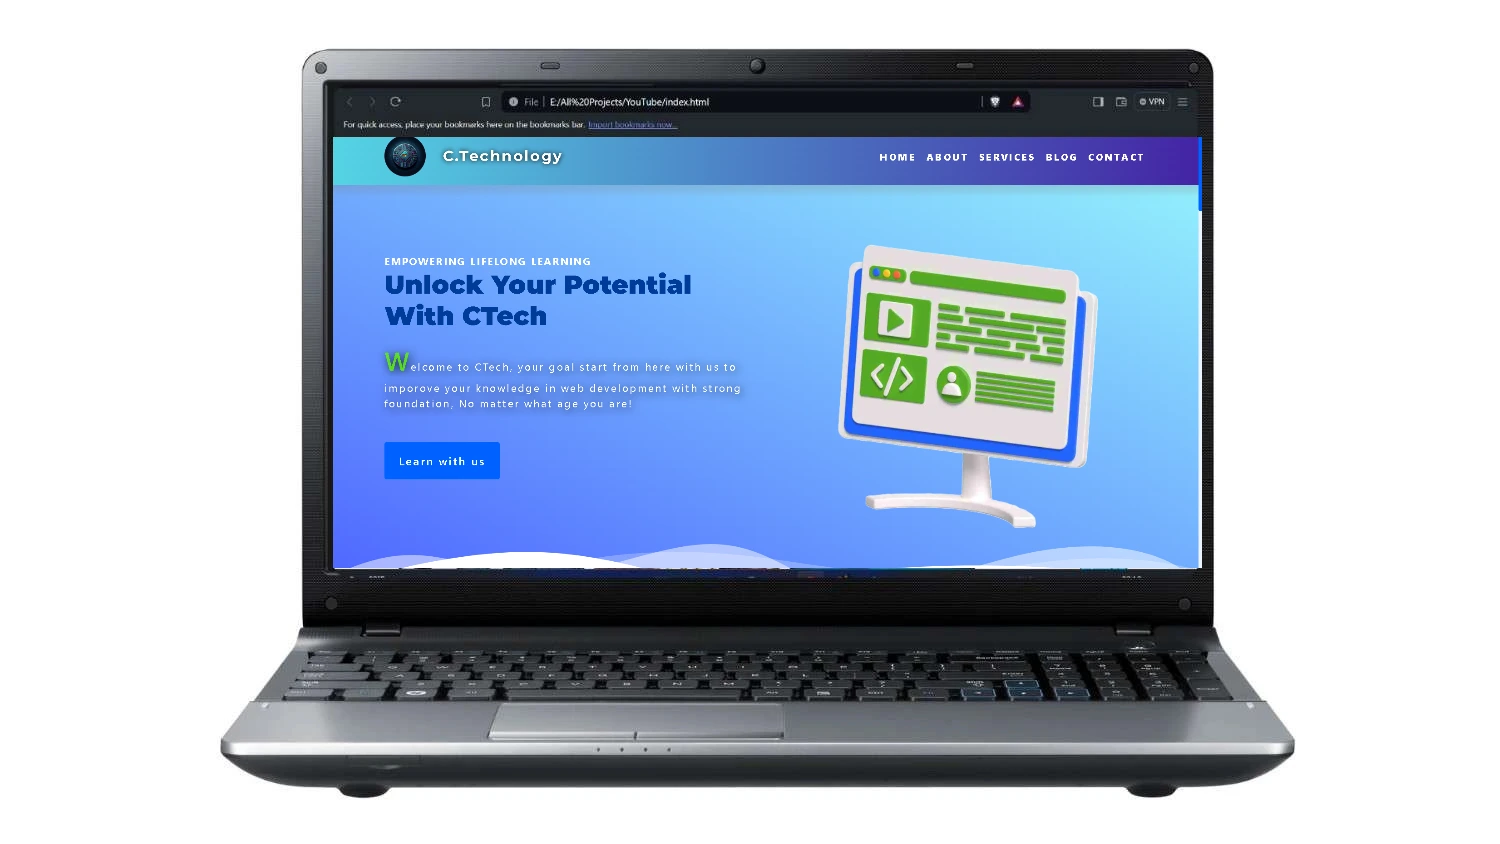 File E:/All%20Projects/YouTube/index.html VPN
For quick access, place your bookmarks here on the bookmarks bar. Import bookmarks now...
C.Technology HOME ABOUT SERVICES BLOG CONTACT
EMPOWERING LIFELONG LEARNING
Unlock Your Potential
With CTech
Welcome to CTech, your goal start from here with us to
imporove your knowledge in web development with strong
foundation, No matter what age you are!
Learn with us